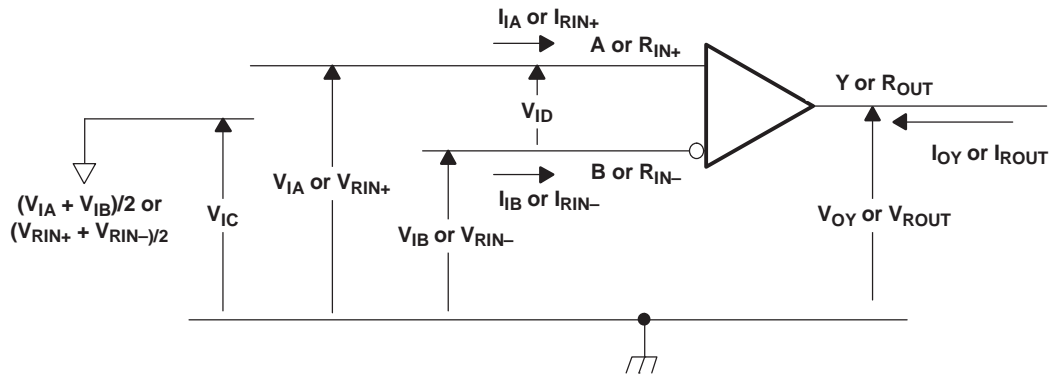 I_IA or I_RIN+
A or R_IN+
Y or R_OUT
V_ID
I_OY or I_ROUT
V_IA or V_RIN+
B or R_IN–
I_IB or I_RIN–
(V_IA + V_IB)/2 or
(V_RIN+ + V_RIN–)/2
V_IC
V_IB or V_RIN–
V_OY or V_ROUT